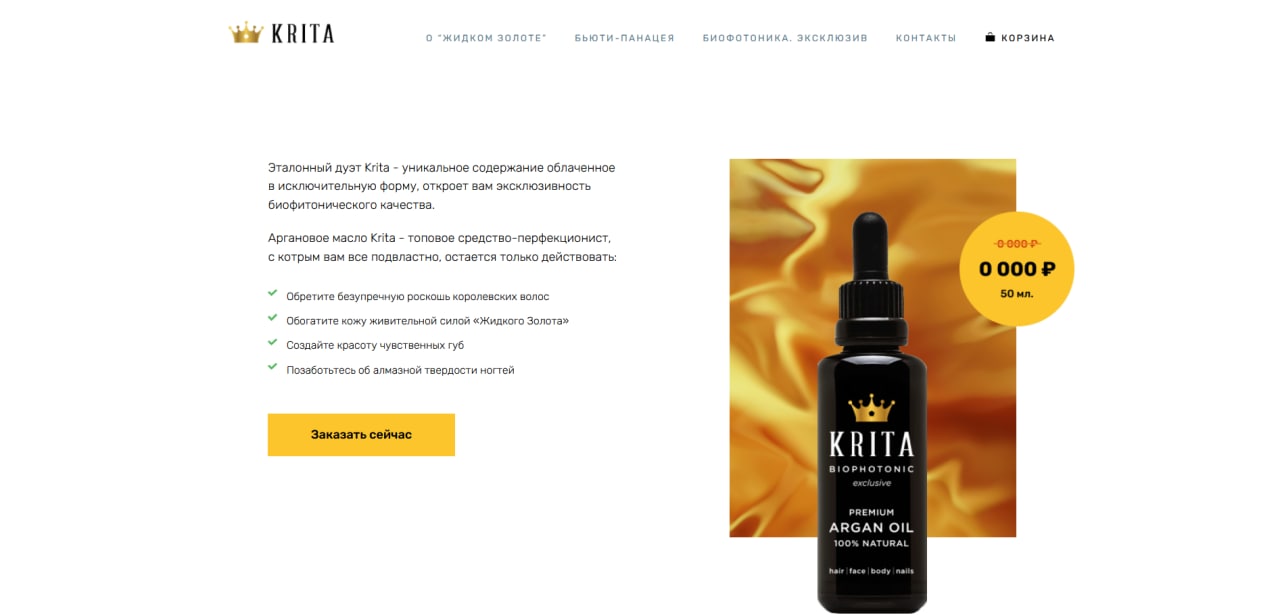 KRITA
О "ЖИДКОМ ЗОЛОТЕ"
БЬЮТИ-ПАНАЦЕЯ
БИОФОТОНИКА. ЭКСКЛЮЗИВ
КОНТАКТЫ
КОРЗИНА
Эталонный дуэт Krita - уникальное содержание облаченное
в исключительную форму, откроет вам эксклюзивность
биофитонического качества.
Аргановое масло Krita - топовое средство-перфекционист,
с котрым вам все подвластно, остается только действовать:
Обретите безупречную роскошь королевских волос
Обогатите кожу живительной силой «Жидкого Золота»
Создайте красоту чувственных губ
Позаботьтесь об алмазной твердости ногтей
Заказать сейчас
0 000 ₽
0 000 ₽
50 мл.
KRITA
BIOPHOTONIC
exclusive
PREMIUM
ARGAN OIL
100% NATURAL
hair | face | body | nails